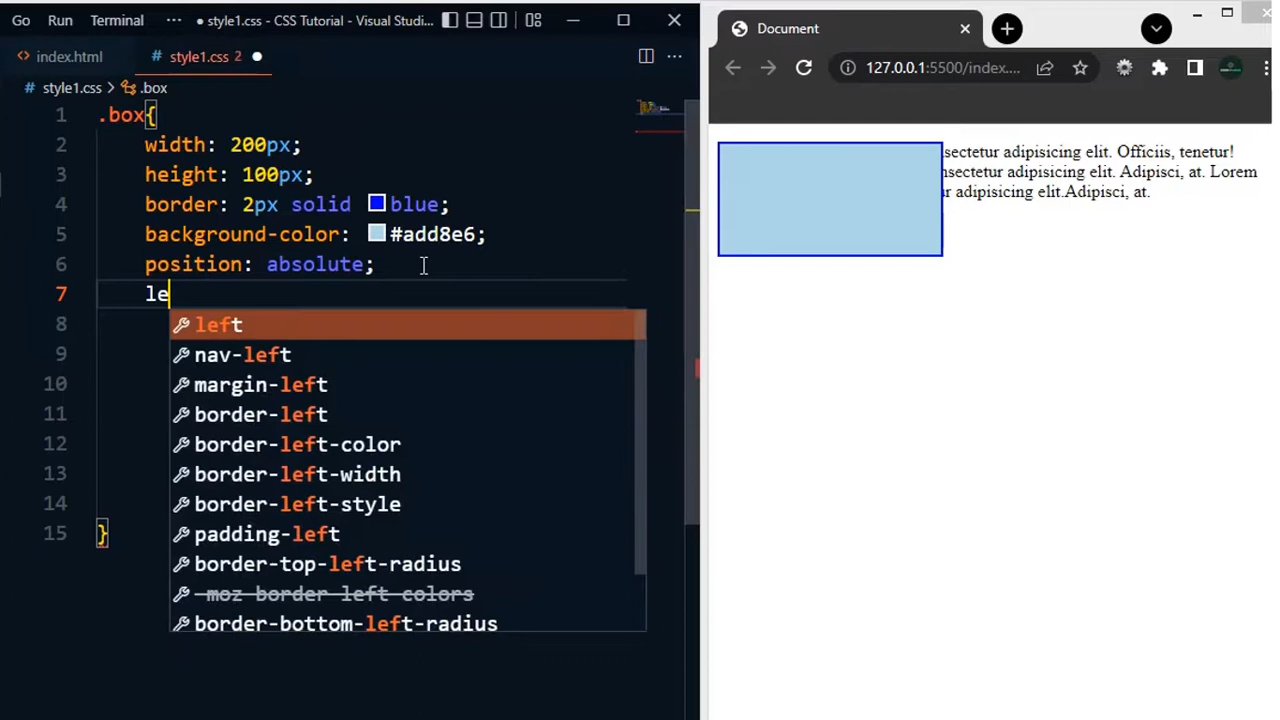 Go Run Terminal ··· ● style1.css - CSS Tutorial - Visual Studi...
index.html # style1.css 2 ●
# style1.css > .box
1 .box{
2 width: 200px;
3 height: 100px;
4 border: 2px solid blue;
5 background-color: #add8e6;
6 position: absolute;
7 le
8
9
10
11
12
13
14
15 }
left
nav-left
margin-left
border-left
border-left-color
border-left-width
border-left-style
padding-left
border-top-left-radius
-moz-border-left-colors
border-bottom-left-radius
Document
127.0.0.1:5500/index....
sectetur adipisicing elit. Officiis, tenetur!
nsectetur adipisicing elit. Adipisci, at. Lorem
ur adipisicing elit.Adipisci, at.